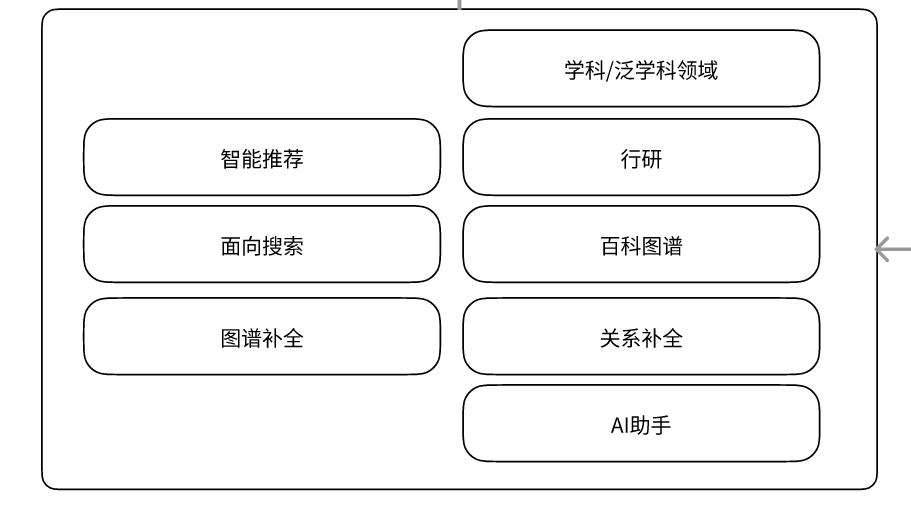 学科/泛学科领域
智能推荐
行研
面向搜索
百科图谱
图谱补全
关系补全
AI助手